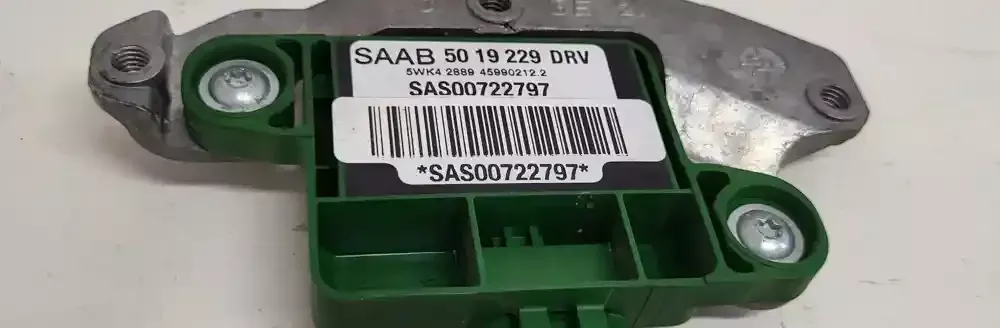 SAAB 50 19 229 DRV
5WK4 2889 45990212.2
SAS00722797
*SAS00722797*